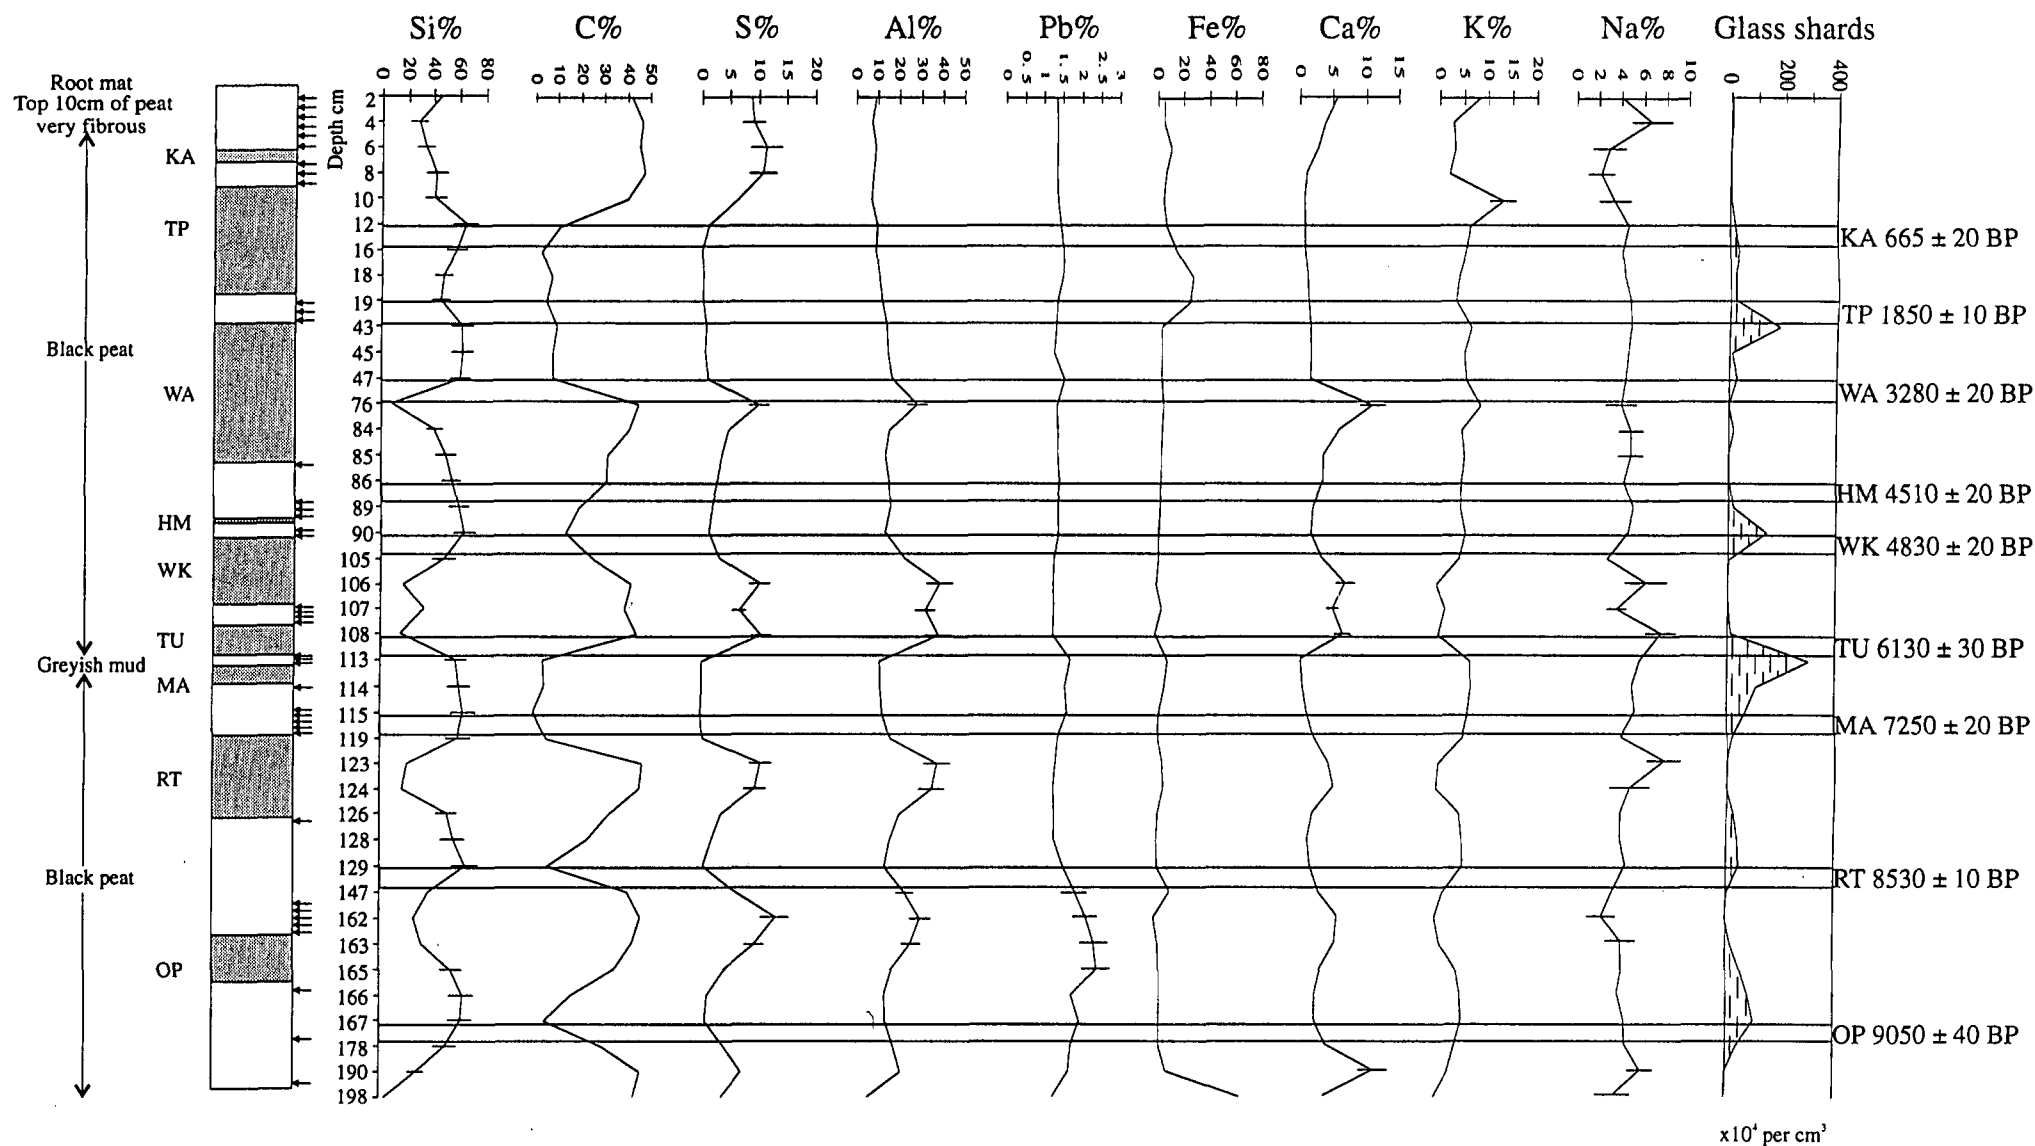 Si% C% S% Al% Pb% Fe% Ca% K% Na% Glass shards
0 20 40 60 80
0 10 20 30 40 50
0 5 10 15 20
0 10 20 30 40 50
0 0.5 1 1.5 2 2.5 3
0 20 40 60 80
0 5 10 15
0 5 10 15 20
0 2 4 6 8 10
0 200 400
Root mat
Top 10cm of peat
very fibrous
Black peat
Greyish mud
Black peat
KA
TP
WA
HM
WK
TU
MA
RT
OP
Depth cm
2
4
6
8
10
12
16
18
19
43
45
47
76
84
85
86
89
90
105
106
107
108
113
114
115
119
123
124
126
128
129
147
162
163
165
166
167
178
190
198
KA 665 ± 20 BP
TP 1850 ± 10 BP
WA 3280 ± 20 BP
HM 4510 ± 20 BP
WK 4830 ± 20 BP
TU 6130 ± 30 BP
MA 7250 ± 20 BP
RT 8530 ± 10 BP
OP 9050 ± 40 BP
x10⁴ per cm³